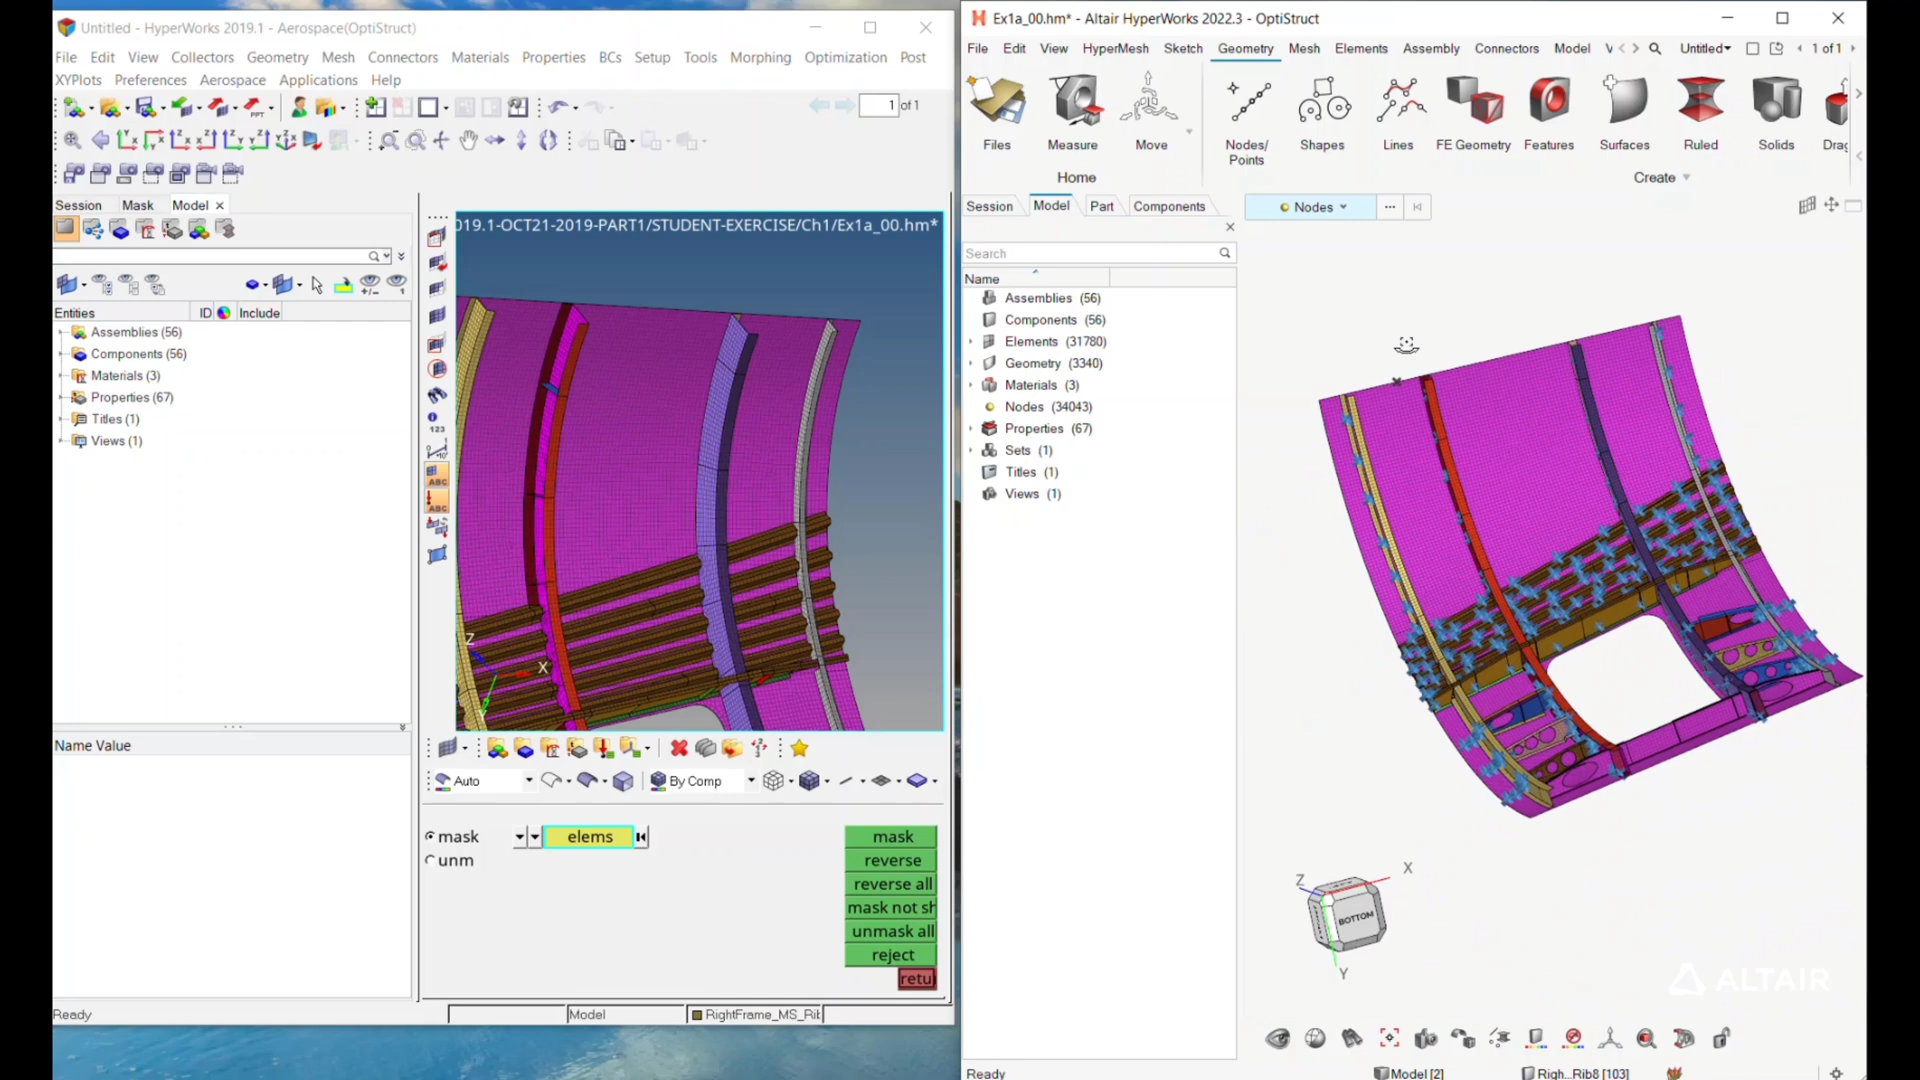 Untitled - HyperWorks 2019.1 - Aerospace(OptiStruct)
File Edit View Collectors Geometry Mesh Connectors Materials Properties BCs Setup Tools Morphing Optimization Post
XYPlots Preferences Aerospace Applications Help
1 of 1
Session Mask Model
Entities ID Include
Assemblies (56)
Components (56)
Materials (3)
Properties (67)
Titles (1)
Views (1)
Name Value
Ready
123
ABC
ABC
019.1-OCT21-2019-PART1/STUDENT-EXERCISE/Ch1/Ex1a_00.hm*
Z
X
Y
Auto By Comp
mask elems
unm
mask
reverse
reverse all
mask not sh
unmask all
reject
retu
Model RightFrame_MS_Rib
Ex1a_00.hm* - Altair HyperWorks 2022.3 - OptiStruct
File Edit View HyperMesh Sketch Geometry Mesh Elements Assembly Connectors Model V Untitled 1 of 1
Files Measure Move Nodes/Points Shapes Lines FE Geometry Features Surfaces Ruled Solids Drag
Home Create
Session Model Part Components
Nodes
Search
Name
Assemblies (56)
Components (56)
Elements (31780)
Geometry (3340)
Materials (3)
Nodes (34043)
Properties (67)
Sets (1)
Titles (1)
Views (1)
Z
X
BOTTOM
Y
ALTAIR
Ready Model [2] Righ...Rib8 [103]